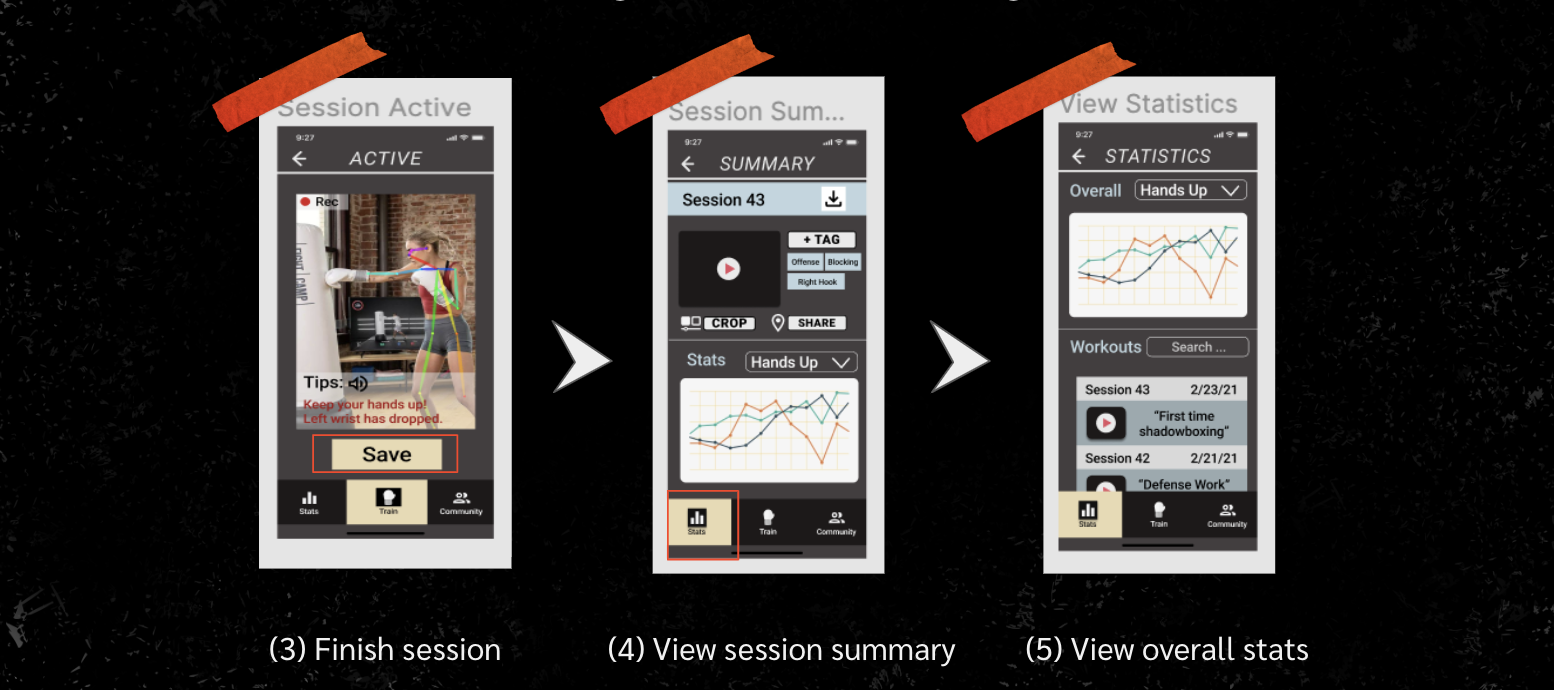 Session Active
9:27
ACTIVE
Rec
FIGHT
CAMP
Tips:
Keep your hands up!
Left wrist has dropped.
Save
Stats
Train
Community
(3) Finish session
Session Sum...
9:27
SUMMARY
Session 43
+ TAG
Offense
Blocking
Right Hook
CROP
SHARE
Stats
Hands Up
Stats
Train
Community
(4) View session summary
View Statistics
9:27
STATISTICS
Overall
Hands Up
Workouts
Search ...
Session 43 2/23/21
“First time
shadowboxing”
Session 42 2/21/21
“Defense Work”
Stats
Train
Community
(5) View overall stats